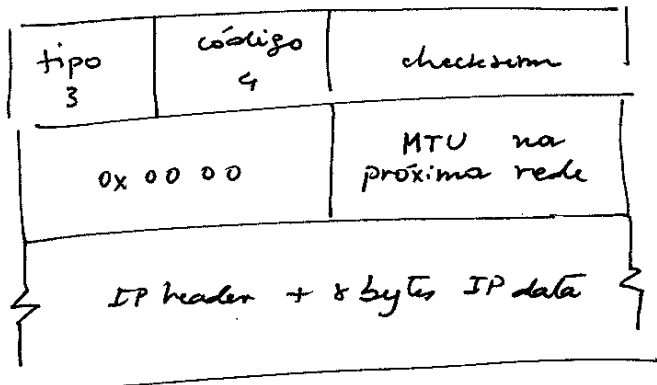 tipo
3
código
4
checksum
0x 00 00
MTU na
próxima rede
IP header + 8 bytes IP data